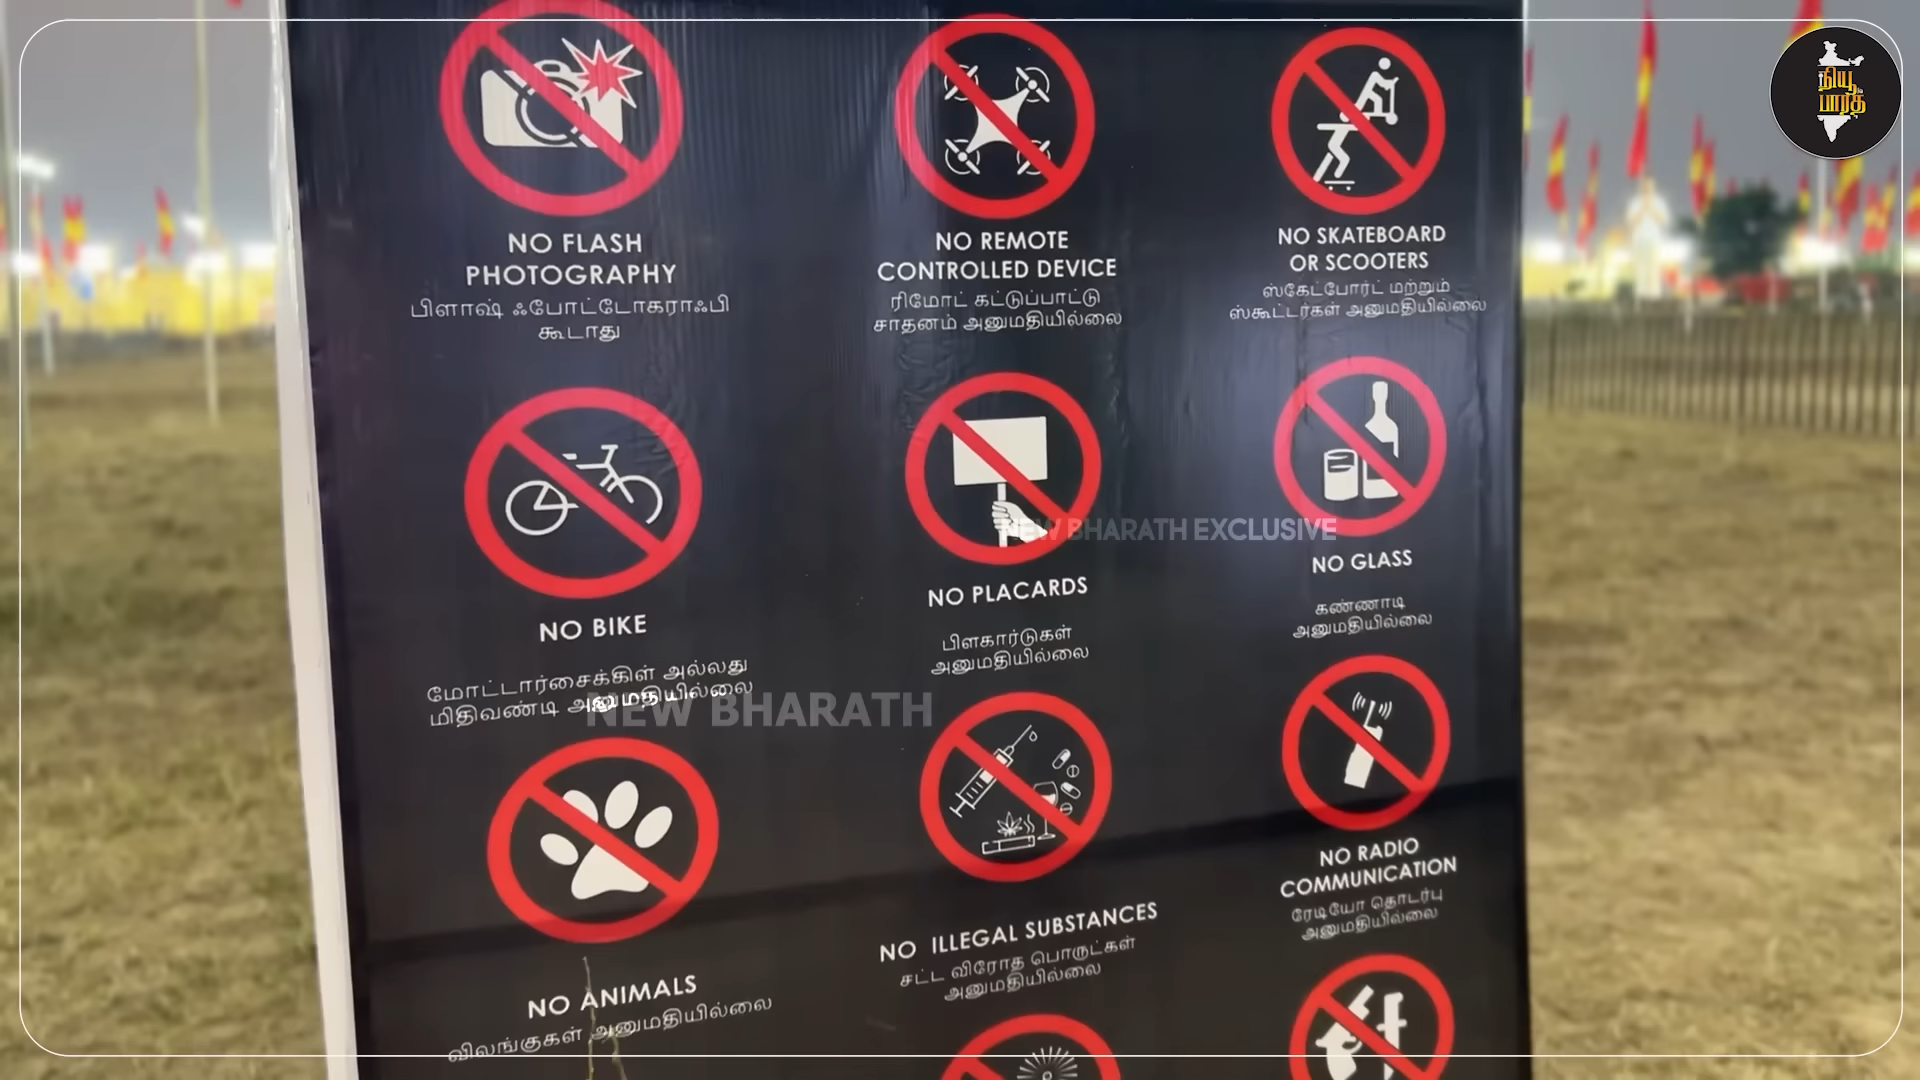 நியூ
பாரத்
NO FLASH
PHOTOGRAPHY
பிளாஷ் ஃபோட்டோகராஃபி
கூடாது
NO REMOTE
CONTROLLED DEVICE
ரிமோட் கட்டுப்பாட்டு
சாதனம் அனுமதியில்லை
NO SKATEBOARD
OR SCOOTERS
ஸ்கேட்போர்ட் மற்றும்
ஸ்கூட்டர்கள் அனுமதியில்லை
NO BIKE
மோட்டார்சைக்கிள் அல்லது
மிதிவண்டி அனுமதியில்லை
NO PLACARDS
பிளகார்டுகள்
அனுமதியில்லை
NO GLASS
கண்ணாடி
அனுமதியில்லை
NEW BHARATH EXCLUSIVE
NEW BHARATH
NO ANIMALS
விலங்குகள் அனுமதியில்லை
NO ILLEGAL SUBSTANCES
சட்ட விரோத பொருட்கள்
அனுமதியில்லை
NO RADIO
COMMUNICATION
ரேடியோ தொடர்பு
அனுமதியில்லை